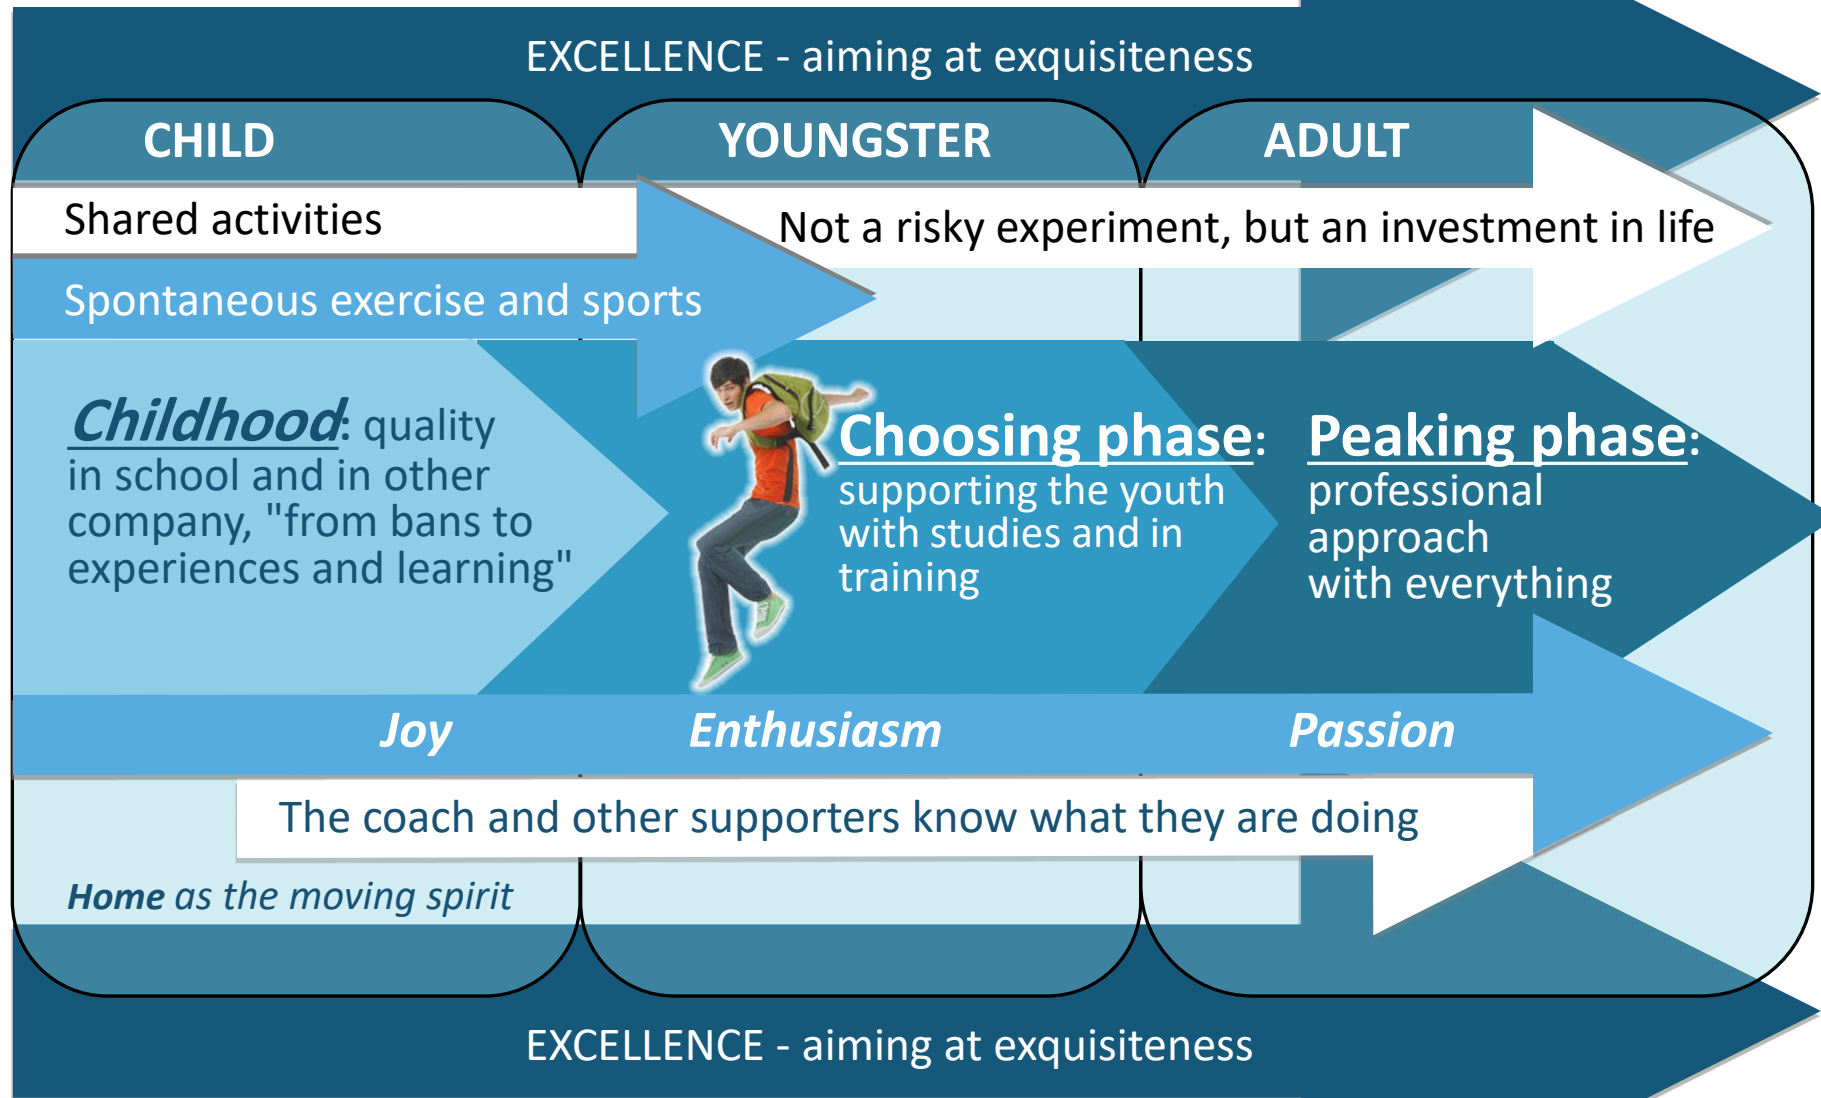 EXCELLENCE - aiming at exquisiteness
CHILD
YOUNGSTER
ADULT
Shared activities
Not a risky experiment, but an investment in life
Spontaneous exercise and sports
Childhood: quality
in school and in other
company, "from bans to
experiences and learning"
Choosing phase:
supporting the youth
with studies and in
training
Peaking phase:
professional
approach
with everything
Joy
Enthusiasm
Passion
The coach and other supporters know what they are doing
Home as the moving spirit
EXCELLENCE - aiming at exquisiteness